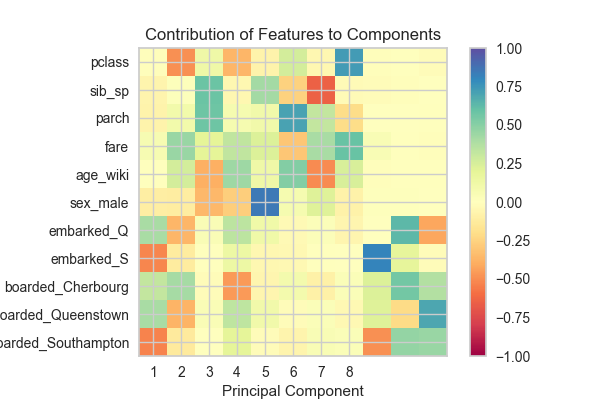 Contribution of Features to Components
pclass
sib_sp
parch
fare
age_wiki
sex_male
embarked_Q
embarked_S
boarded_Cherbourg
oarded_Queenstown
oarded_Southampton
1 2 3 4 5 6 7 8
Principal Component
1.00
0.75
0.50
0.25
0.00
−0.25
−0.50
−0.75
−1.00